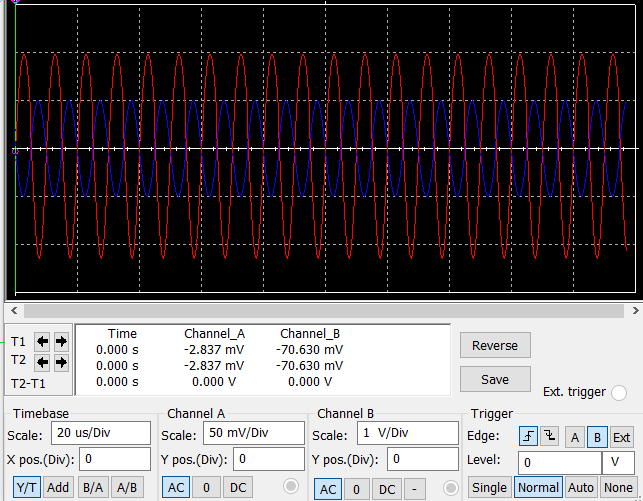 Time Channel_A Channel_B
T1 0.000 s -2.837 mV -70.630 mV
T2 0.000 s -2.837 mV -70.630 mV
T2-T1 0.000 s 0.000 V 0.000 V
Reverse
Save
Ext. trigger
Timebase
Scale: 20 us/Div
X pos.(Div): 0
Y/T Add B/A A/B
Channel A
Scale: 50 mV/Div
Y pos.(Div): 0
AC 0 DC
Channel B
Scale: 1 V/Div
Y pos.(Div): 0
AC 0 DC -
Trigger
Edge: A B Ext
Level: 0 V
Single Normal Auto None